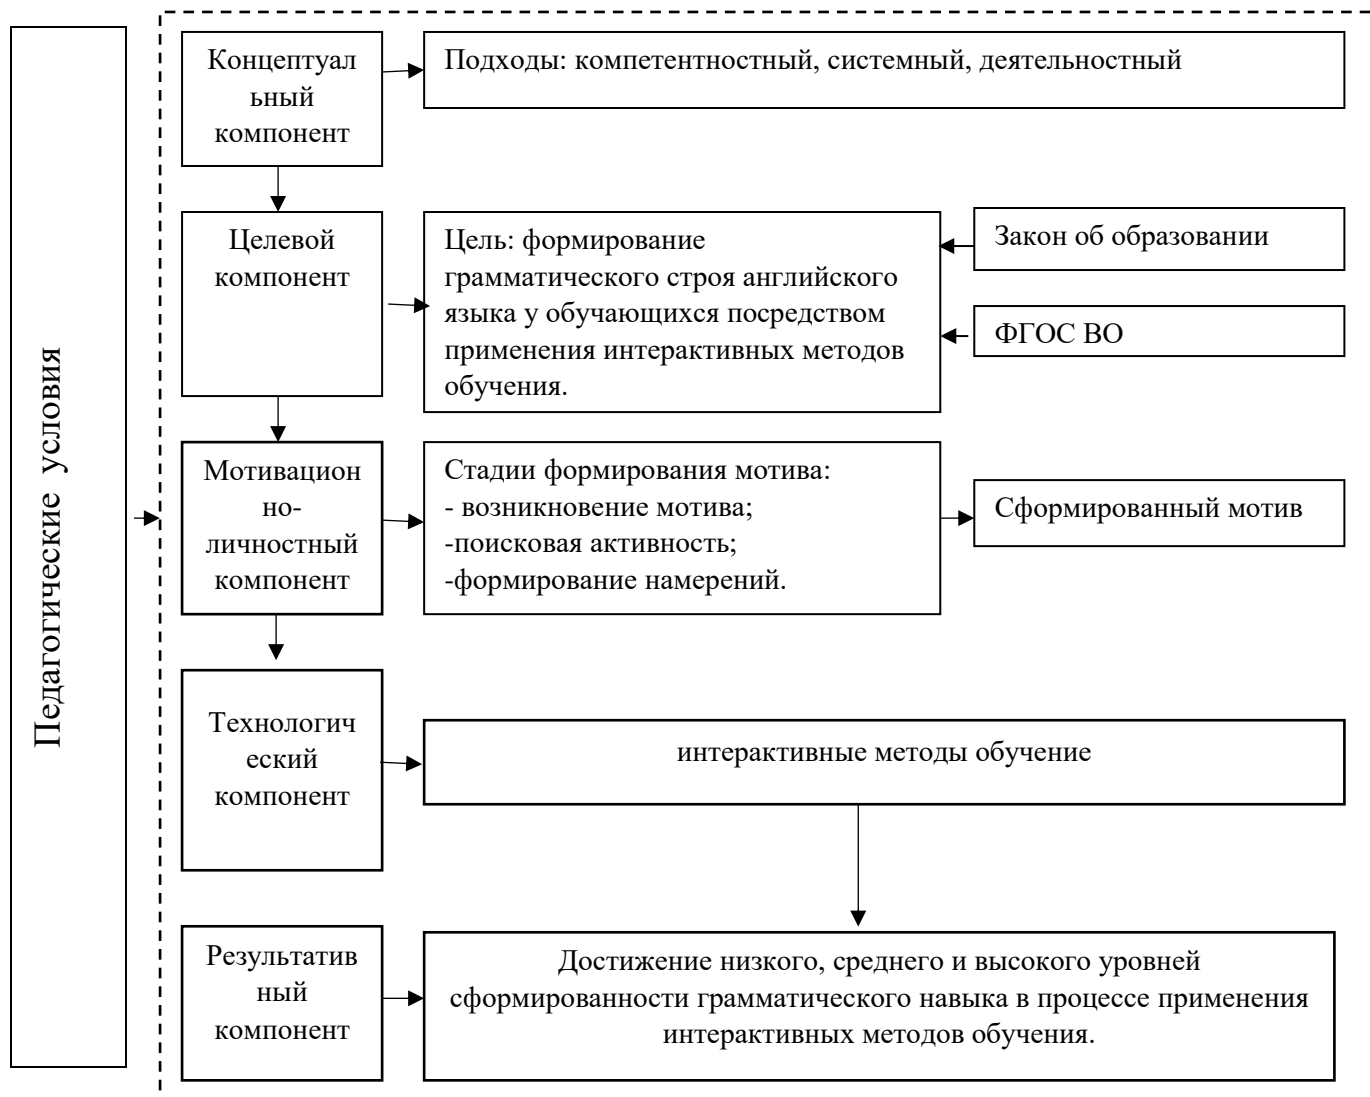 Педагогические условия
Концептуал
ьный
компонент
Подходы: компетентностный, системный, деятельностный
Целевой
компонент
Цель: формирование
грамматического строя английского
языка у обучающихся посредством
применения интерактивных методов
обучения.
Закон об образовании
ФГОС ВО
Мотивацион
но-
личностный
компонент
Стадии формирования мотива:
- возникновение мотива;
-поисковая активность;
-формирование намерений.
Сформированный мотив
Технологич
еский
компонент
интерактивные методы обучение
Результатив
ный
компонент
Достижение низкого, среднего и высокого уровней
сформированности грамматического навыка в процессе применения
интерактивных методов обучения.